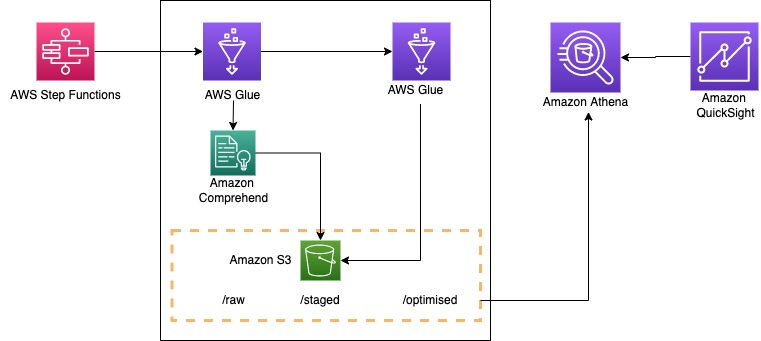 AWS Step Functions
AWS Glue
AWS Glue
Amazon Athena
Amazon
QuickSight
Amazon
Comprehend
Amazon S3
/raw
/staged
/optimised